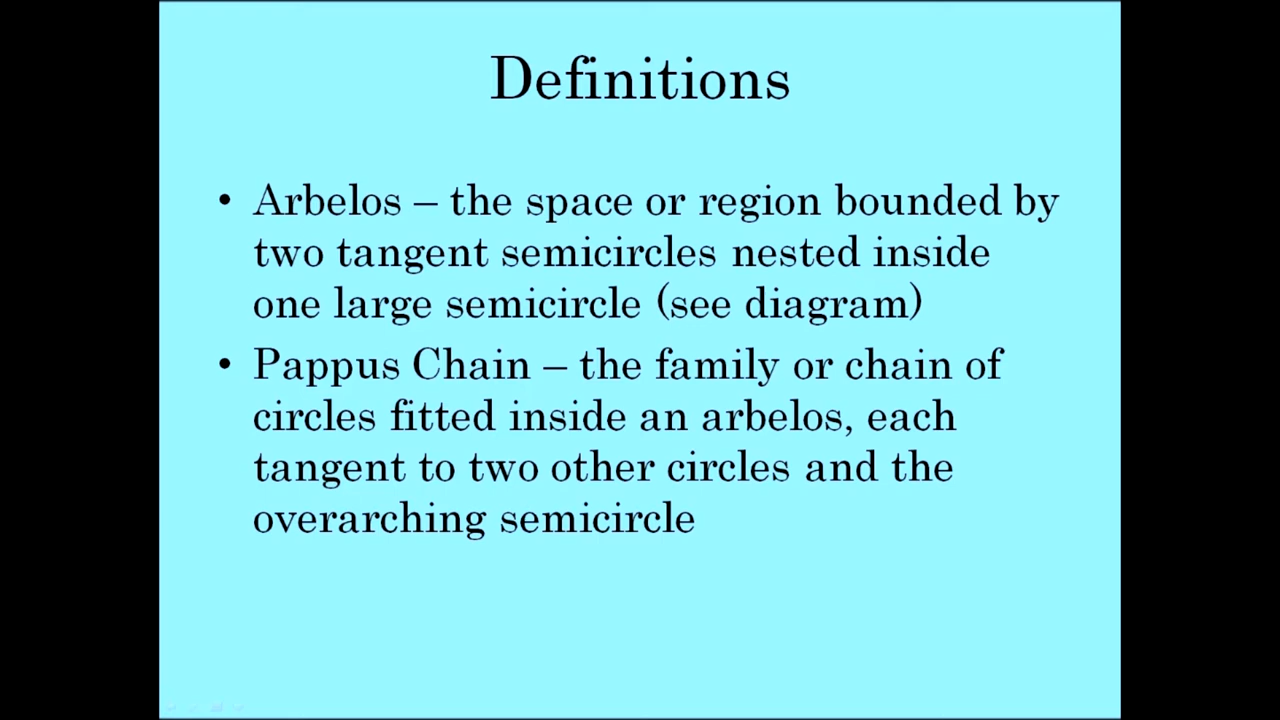 Definitions
• Arbelos – the space or region bounded by
two tangent semicircles nested inside
one large semicircle (see diagram)
• Pappus Chain – the family or chain of
circles fitted inside an arbelos, each
tangent to two other circles and the
overarching semicircle